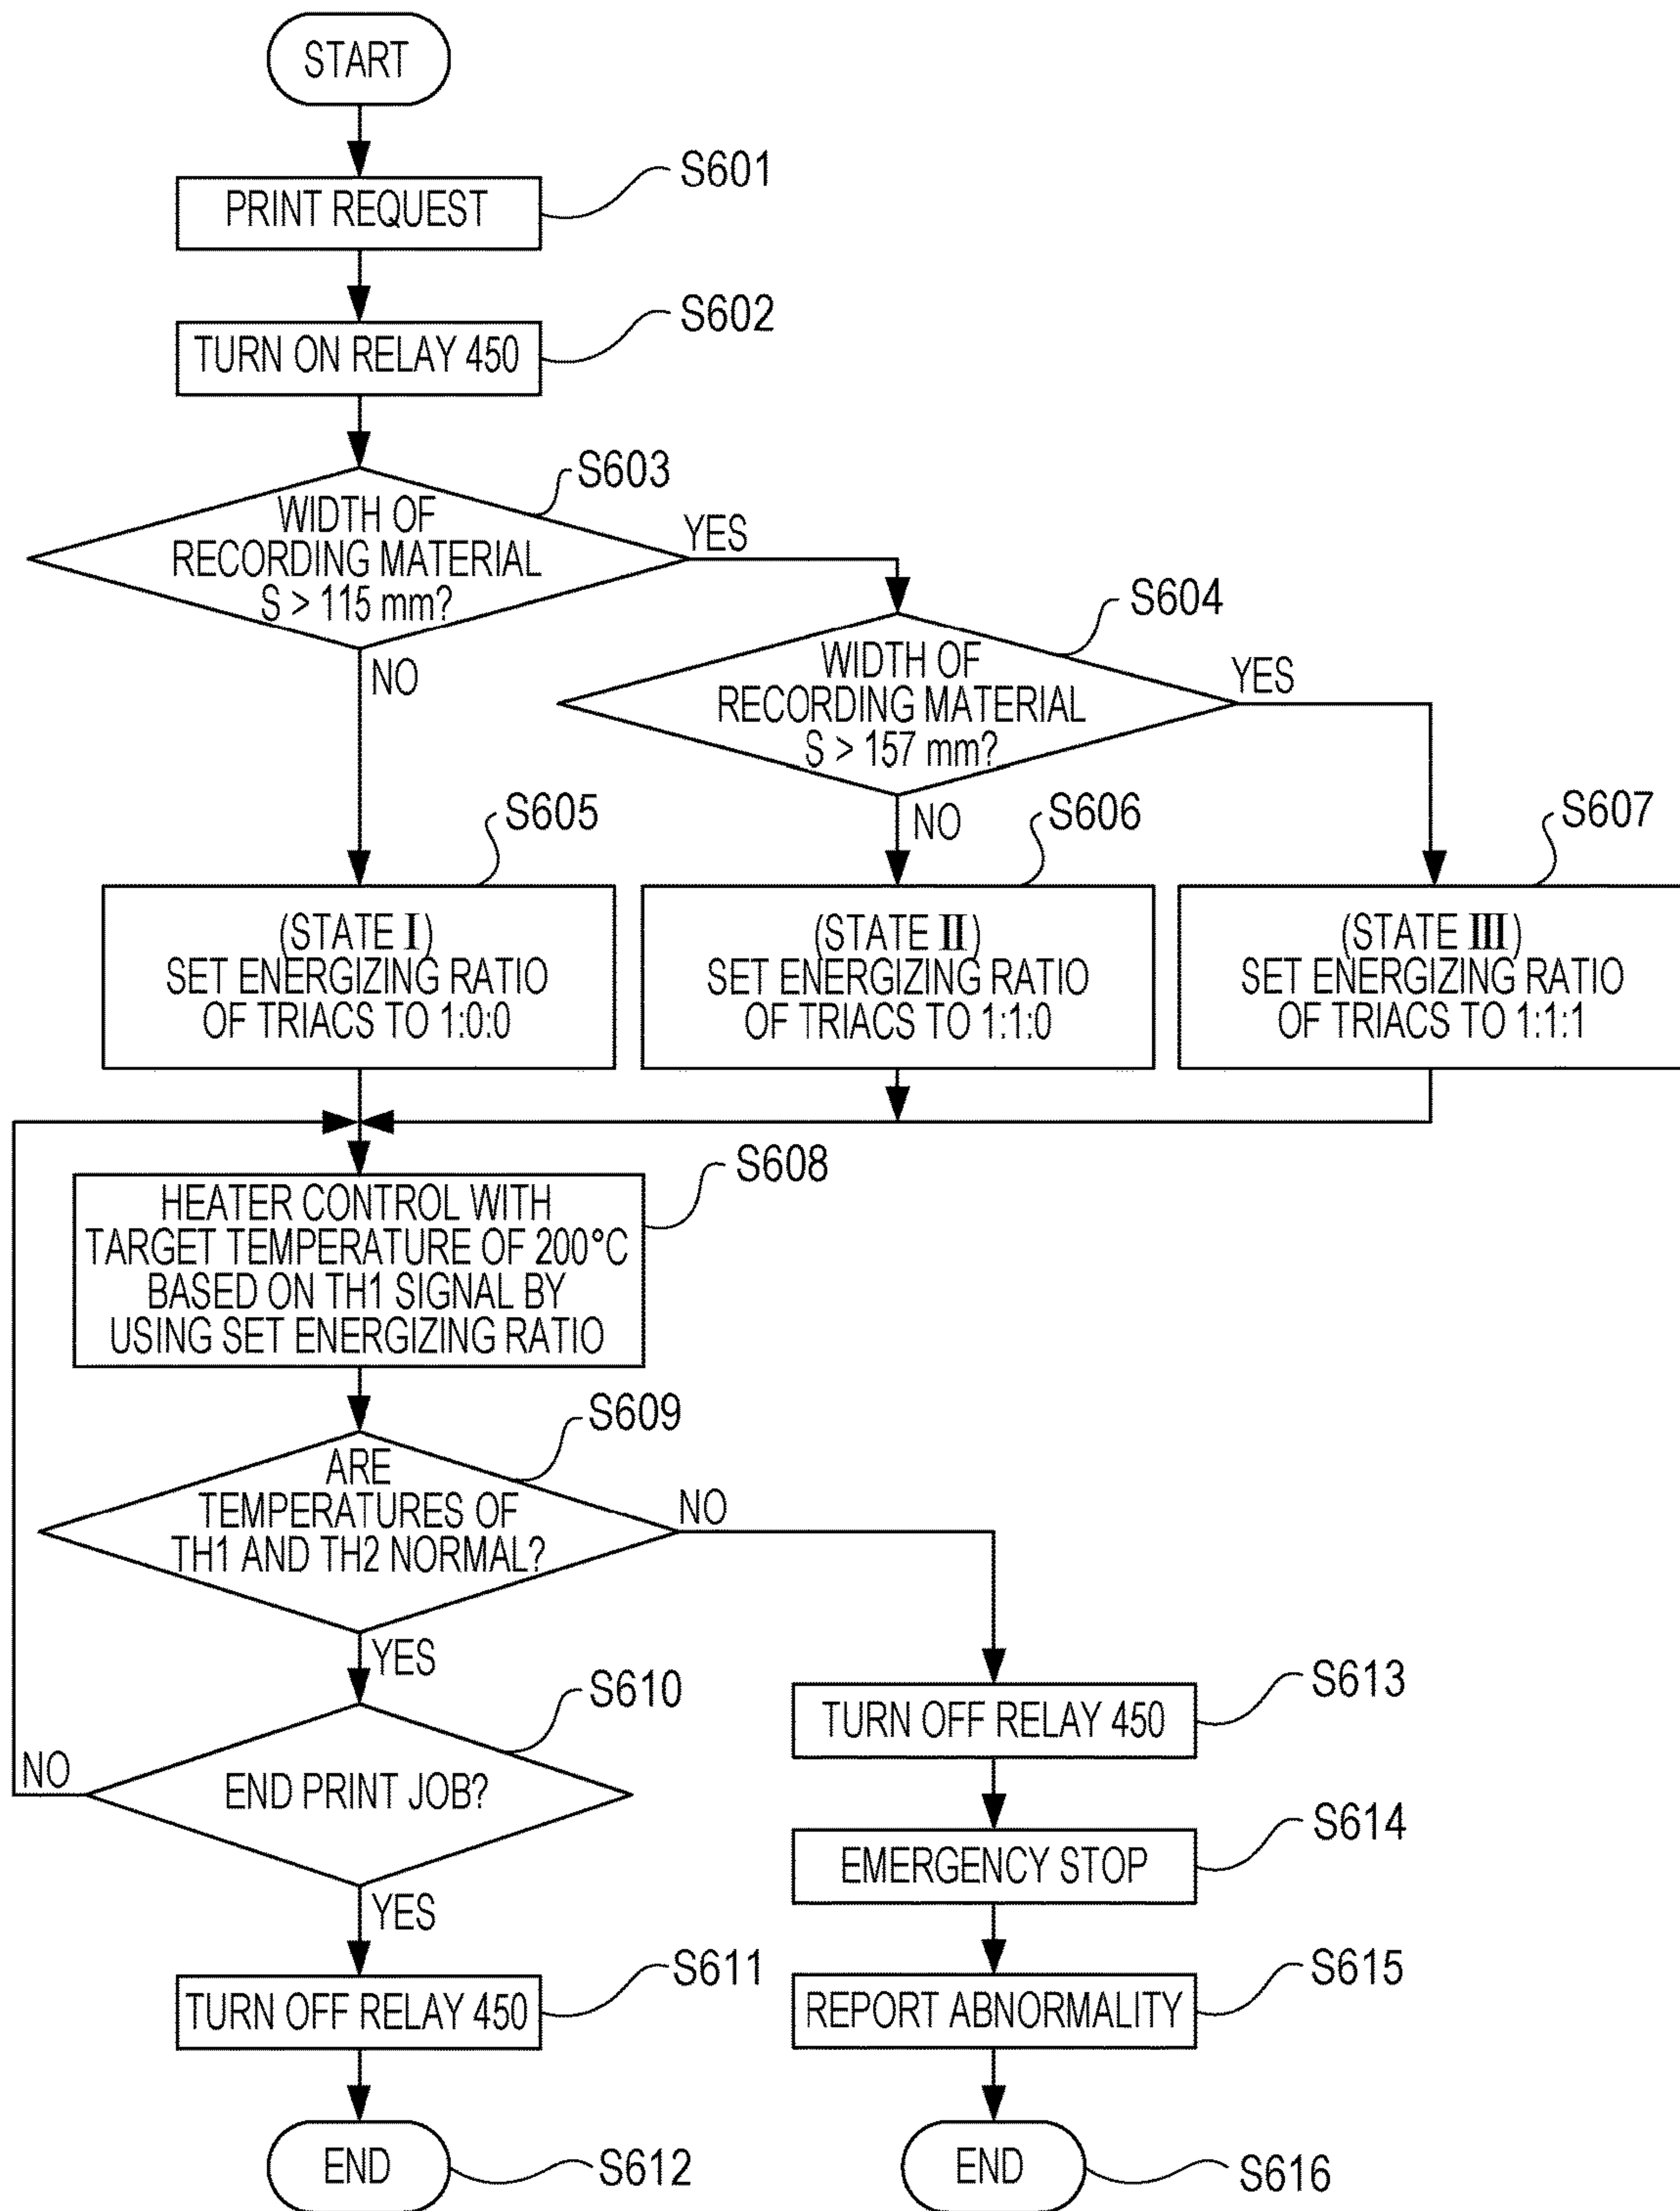 START
PRINT REQUEST
S601
TURN ON RELAY 450
S602
WIDTH OF
RECORDING MATERIAL
S > 115 mm?
S603
YES
NO
WIDTH OF
RECORDING MATERIAL
S > 157 mm?
S604
YES
NO
(STATE I)
SET ENERGIZING RATIO
OF TRIACS TO 1:0:0
S605
(STATE II)
SET ENERGIZING RATIO
OF TRIACS TO 1:1:0
S606
(STATE III)
SET ENERGIZING RATIO
OF TRIACS TO 1:1:1
S607
HEATER CONTROL WITH
TARGET TEMPERATURE OF 200°C
BASED ON TH1 SIGNAL BY
USING SET ENERGIZING RATIO
S608
ARE
TEMPERATURES OF
TH1 AND TH2 NORMAL?
S609
NO
YES
END PRINT JOB?
S610
NO
YES
TURN OFF RELAY 450
S611
END
S612
TURN OFF RELAY 450
S613
EMERGENCY STOP
S614
REPORT ABNORMALITY
S615
END
S616